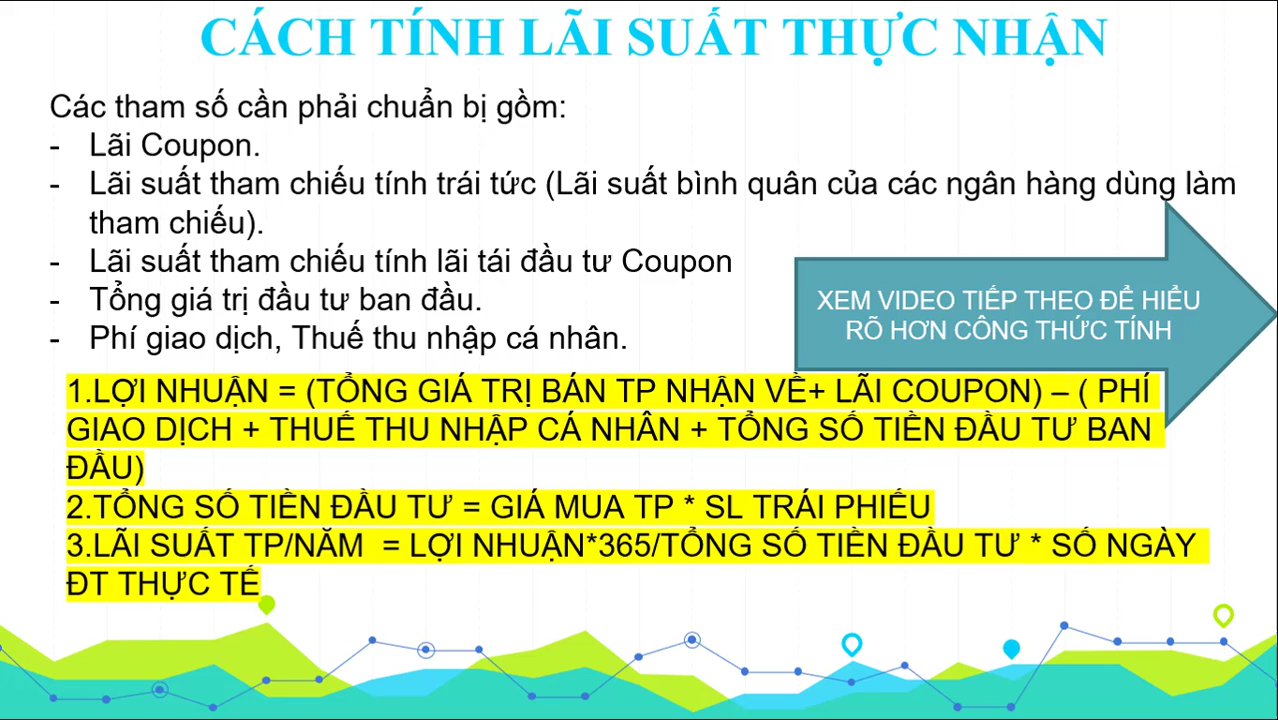 CÁCH TÍNH LÃI SUẤT THỰC NHẬN
Các tham số cần phải chuẩn bị gồm:
- Lãi Coupon.
- Lãi suất tham chiếu tính trái tức (Lãi suất bình quân của các ngân hàng dùng làm
tham chiếu).
- Lãi suất tham chiếu tính lãi tái đầu tư Coupon
- Tổng giá trị đầu tư ban đầu.
- Phí giao dịch, Thuế thu nhập cá nhân.
XEM VIDEO TIẾP THEO ĐỂ HIỂU
RÕ HƠN CÔNG THỨC TÍNH
1.LỢI NHUẬN = (TỔNG GIÁ TRỊ BÁN TP NHẬN VỀ+ LÃI COUPON) – ( PHÍ
GIAO DỊCH + THUẾ THU NHẬP CÁ NHÂN + TỔNG SỐ TIỀN ĐẦU TƯ BAN
ĐẦU)
2.TỔNG SỐ TIỀN ĐẦU TƯ = GIÁ MUA TP * SL TRÁI PHIẾU
3.LÃI SUẤT TP/NĂM = LỢI NHUẬN*365/TỔNG SỐ TIỀN ĐẦU TƯ * SỐ NGÀY
ĐT THỰC TẾ